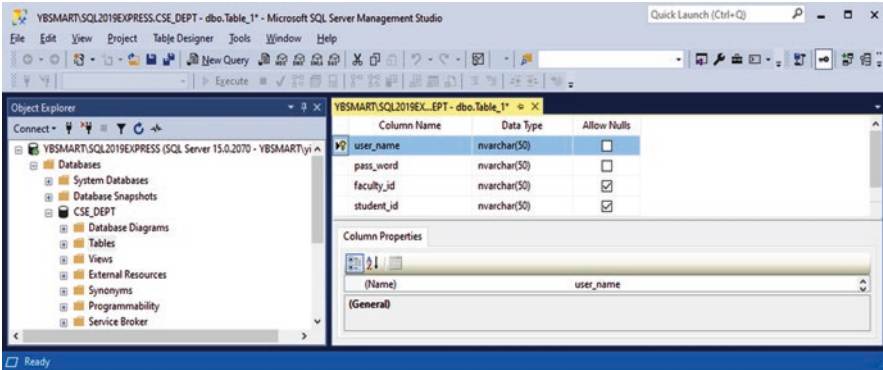 YBSMART\SQL2019EXPRESS.CSE_DEPT - dbo.Table_1* - Microsoft SQL Server Management Studio
Quick Launch (Ctrl+Q)
File Edit View Project Table Designer Tools Window Help
New Query
Execute
Object Explorer
Connect
YBSMART\SQL2019EXPRESS (SQL Server 15.0.2070 - YBSMART\yi
Databases
System Databases
Database Snapshots
CSE_DEPT
Database Diagrams
Tables
Views
External Resources
Synonyms
Programmability
Service Broker
YBSMART\SQL2019EX...EPT - dbo.Table_1*
Column Name Data Type Allow Nulls
user_name nvarchar(50)
pass_word nvarchar(50)
faculty_id nvarchar(50)
student_id nvarchar(50)
Column Properties
(Name) user_name
(General)
Ready